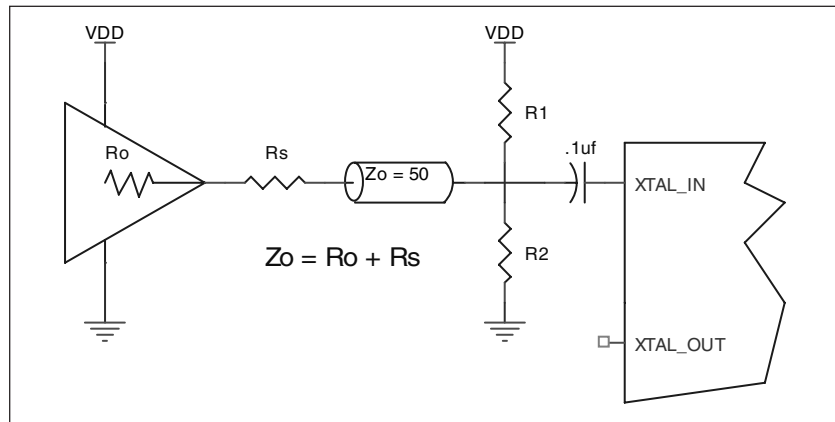 VDD
VDD
R1
Ro
Rs
Zo = 50
.1uf
XTAL_IN
Zo = Ro + Rs
R2
XTAL_OUT